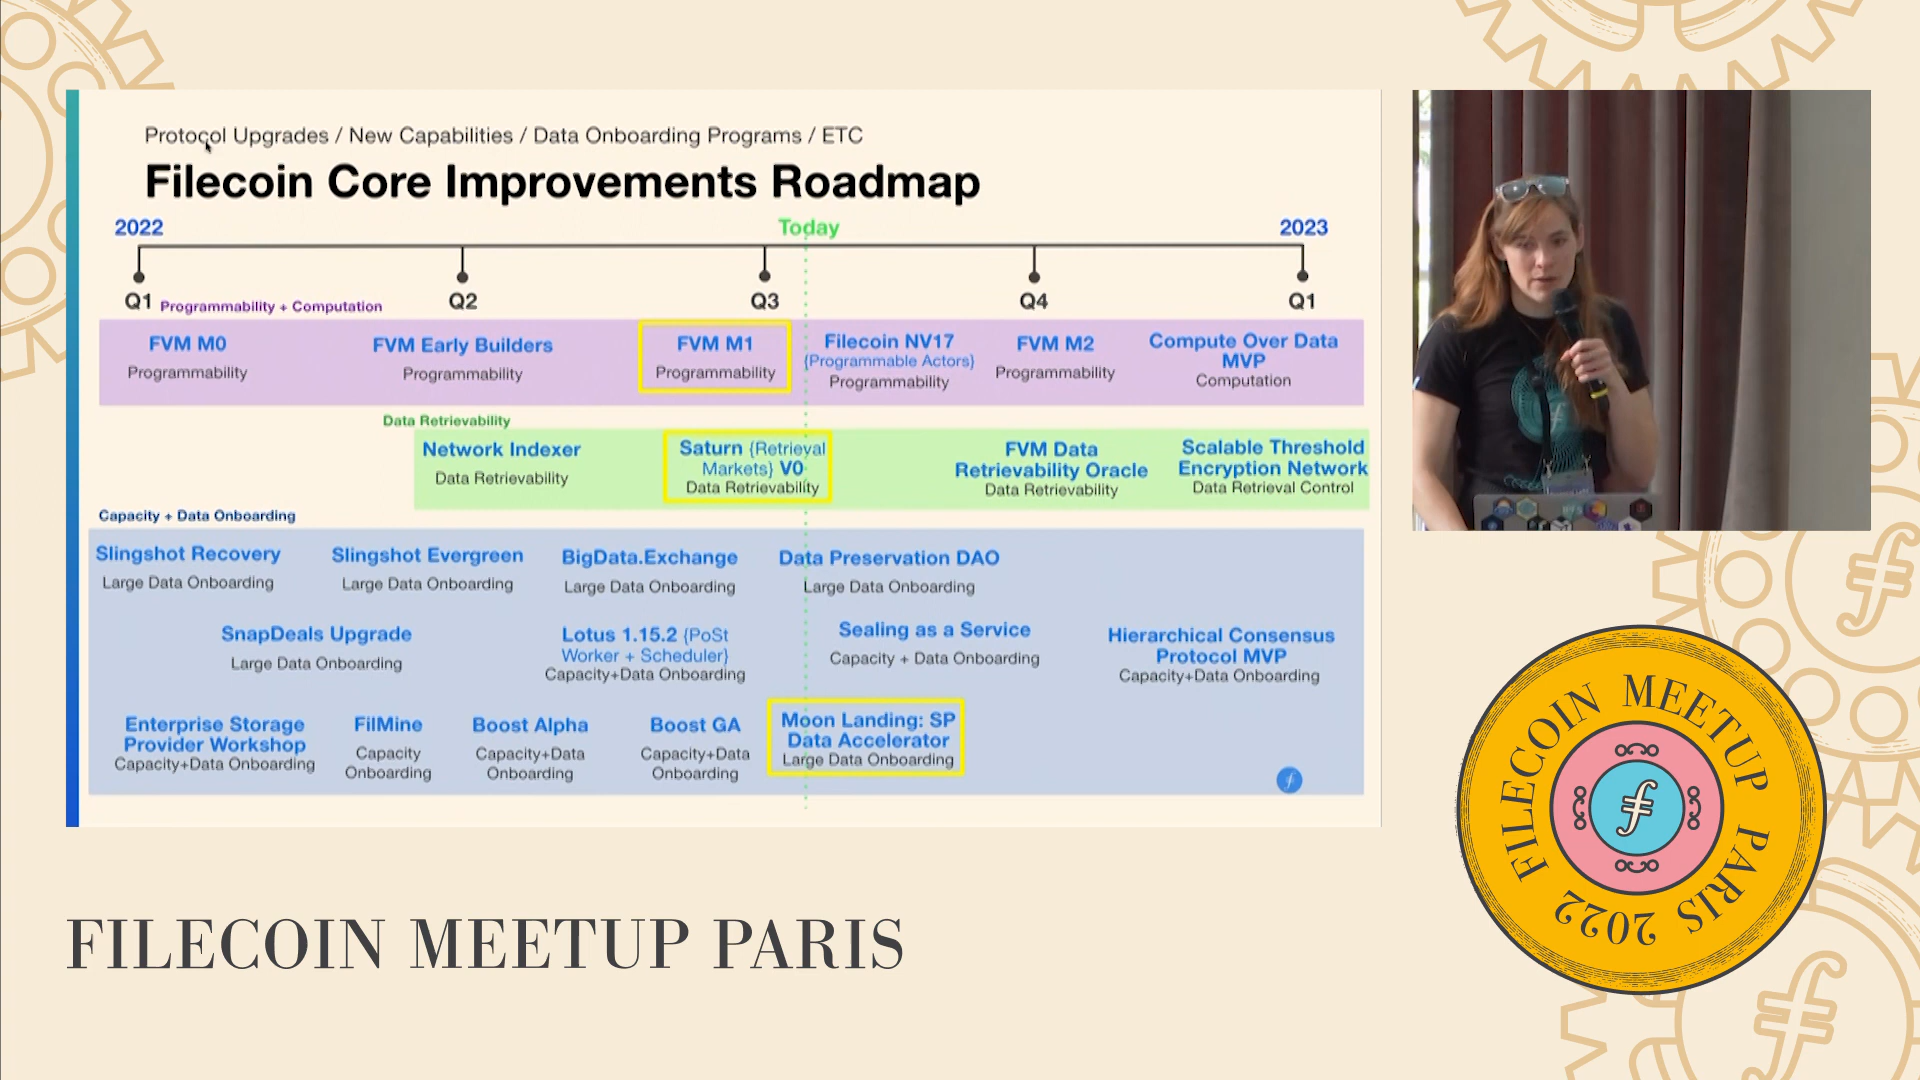 Protocol Upgrades / New Capabilities / Data Onboarding Programs / ETC
Filecoin Core Improvements Roadmap
2022
Today
2023
Q1
Q2
Q3
Q4
Q1
Programmability + Computation
FVM M0
Programmability
FVM Early Builders
Programmability
FVM M1
Programmability
Filecoin NV17
{Programmable Actors}
Programmability
FVM M2
Programmability
Compute Over Data
MVP
Computation
Data Retrievability
Network Indexer
Data Retrievability
Saturn {Retrieval
Markets} V0
Data Retrievability
FVM Data
Retrievability Oracle
Data Retrievability
Scalable Threshold
Encryption Network
Data Retrieval Control
Capacity + Data Onboarding
Slingshot Recovery
Large Data Onboarding
Slingshot Evergreen
Large Data Onboarding
BigData.Exchange
Large Data Onboarding
Data Preservation DAO
Large Data Onboarding
SnapDeals Upgrade
Large Data Onboarding
Lotus 1.15.2 {PoSt
Worker + Scheduler}
Capacity+Data Onboarding
Sealing as a Service
Capacity + Data Onboarding
Hierarchical Consensus
Protocol MVP
Capacity+Data Onboarding
Enterprise Storage
Provider Workshop
Capacity+Data Onboarding
FilMine
Capacity
Onboarding
Boost Alpha
Capacity+Data
Onboarding
Boost GA
Capacity+Data
Onboarding
Moon Landing: SP
Data Accelerator
Large Data Onboarding
FILECOIN MEETUP PARIS
FILECOIN MEETUP PARIS 2022